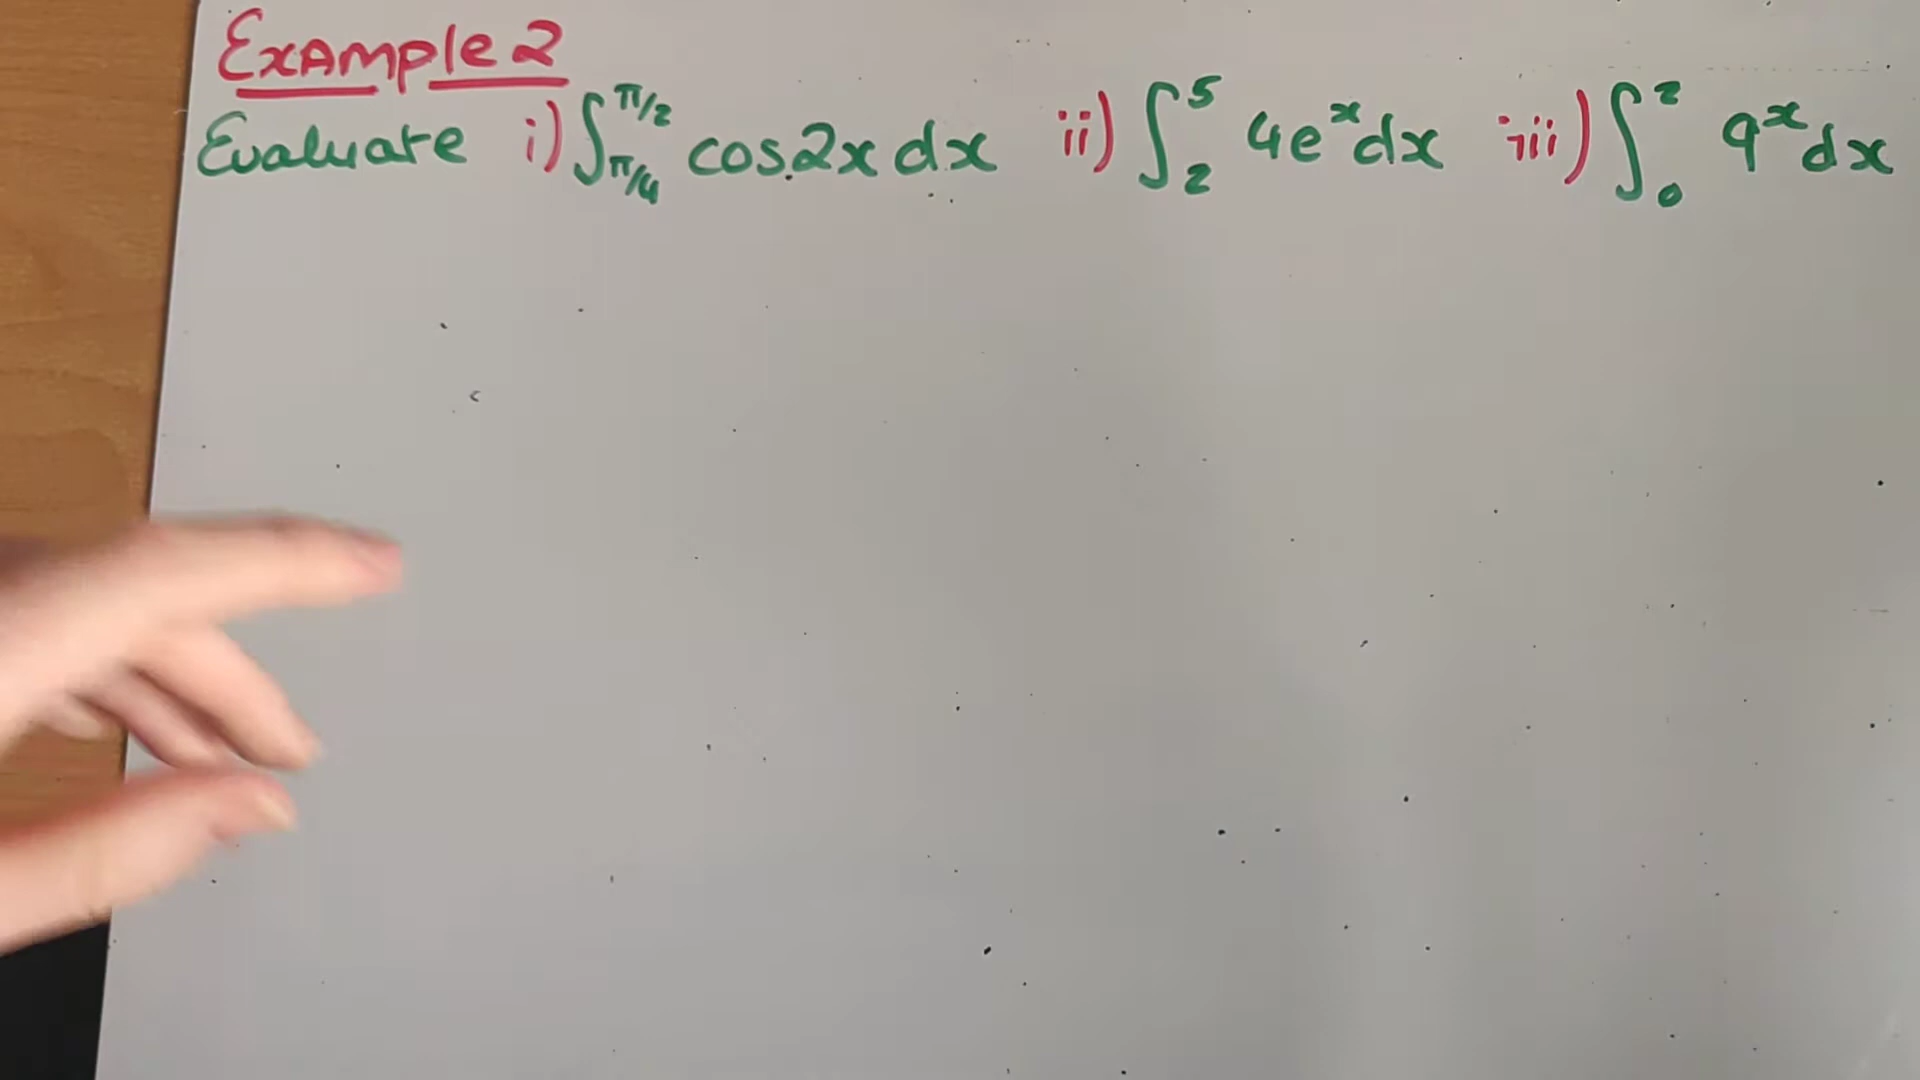 Example 2
Evaluate i) ∫_{π/4}^{π/2} cos2x dx ii) ∫_2^5 4e^x dx iii) ∫_0^2 9^x dx